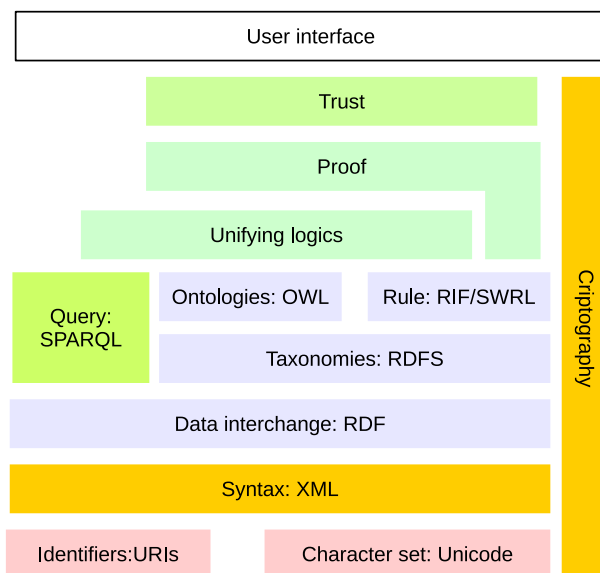 User interface
Trust
Proof
Unifying logics
Ontologies: OWL
Rule: RIF/SWRL
Query:
SPARQL
Taxonomies: RDFS
Data interchange: RDF
Syntax: XML
Identifiers:URIs
Character set: Unicode
Criptography